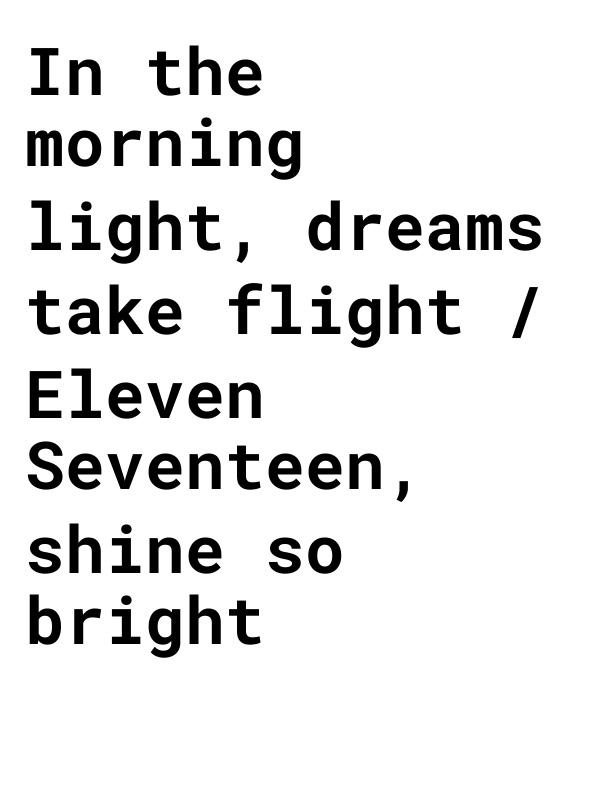 In the
morning
light, dreams
take flight /
Eleven
Seventeen,
shine so
bright